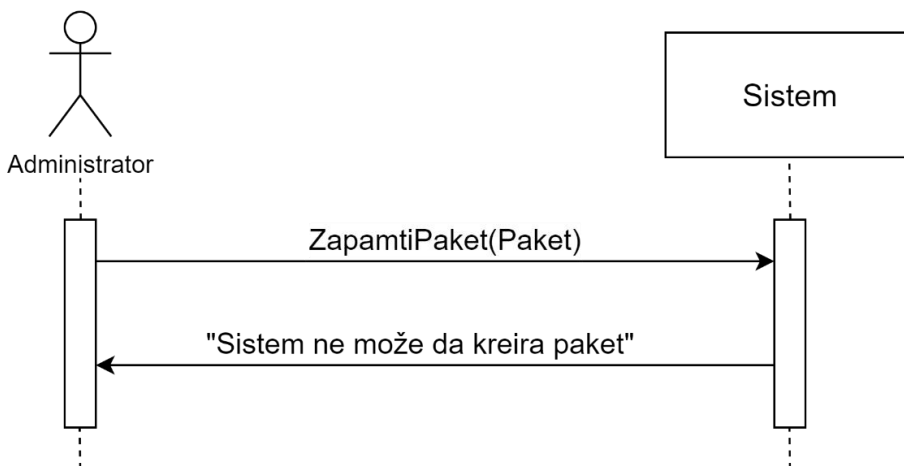 Sistem
Administrator
ZapamtiPaket(Paket)
"Sistem ne može da kreira paket"